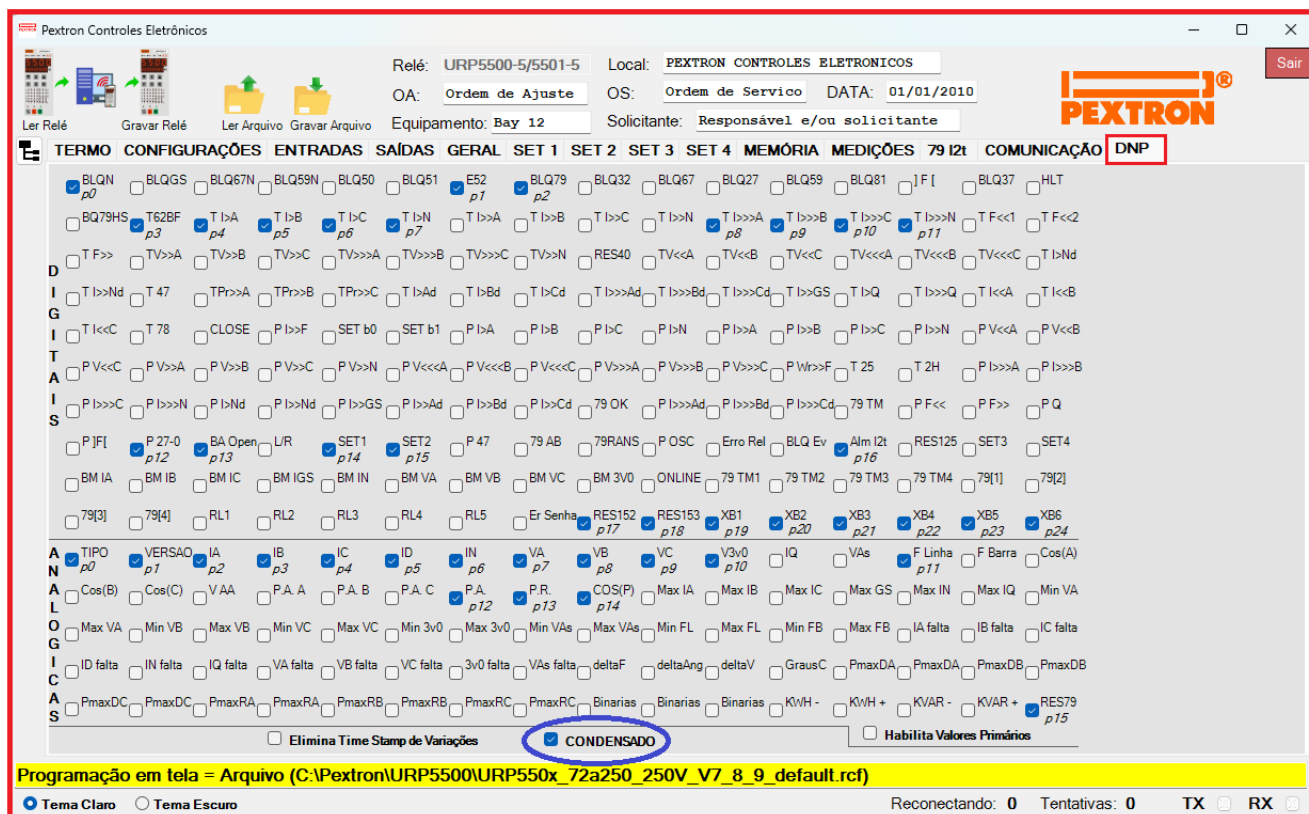 Pextron Controles Eletrônicos
Relé: URP5500-5/5501-5 Local: PEXTRON CONTROLES ELETRONICOS Sair
OA: Ordem de Ajuste OS: Ordem de Servico DATA: 01/01/2010
Ler Relé Gravar Relé Ler Arquivo Gravar Arquivo Equipamento: Bay 12 Solicitante: Responsável e/ou solicitante PEXTRON
TERMO CONFIGURAÇÕES ENTRADAS SAÍDAS GERAL SET 1 SET 2 SET 3 SET 4 MEMÓRIA MEDIÇÕES 79 I2t COMUNICAÇÃO DNP
DIGITAIS
BLQN BLQGS BLQ67N BLQ59N BLQ50 BLQ51 E52 BLQ79 BLQ32 BLQ67 BLQ27 BLQ59 BLQ81 ] F [ BLQ37 HLT
p0 p1 p2
BQ79HS T62BF T I>A T I>B T I>C T I>N T I>>A T I>>B T I>>C T I>>N T I>>>A T I>>>B T I>>>C T I>>>N T F<<1 T F<<2
p3 p4 p5 p6 p7 p8 p9 p10 p11
T F>> TV>>A TV>>B TV>>C TV>>>A TV>>>B TV>>>C TV>>N RES40 TV<<A TV<<B TV<<C TV<<<A TV<<<B TV<<<C T I>Nd
T I>>Nd T 47 TPr>>A TPr>>B TPr>>C T I>Ad T I>Bd T I>Cd T I>>>Ad T I>>>Bd T I>>>Cd T I>>GS T I>Q T I>>>Q T I<<A T I<<B
T I<<C T 78 CLOSE P I>>F SET b0 SET b1 P I>A P I>B P I>C P I>N P I>>A P I>>B P I>>C P I>>N P V<<A P V<<B
P V<<C P V>>A P V>>B P V>>C P V>>N P V<<<A P V<<<B P V<<<C P V>>>A P V>>>B P V>>>C P Wr>>F T 25 T 2H P I>>>A P I>>>B
P I>>>C P I>>>N P I>Nd P I>>Nd P I>>GS P I>>Ad P I>>Bd P I>>Cd 79 OK P I>>>Ad P I>>>Bd P I>>>Cd 79 TM P F<< P F>> P Q
P ]F[ P 27-0 BA Open L/R SET1 SET2 P 47 79 AB 79RANS P OSC Erro Rel BLQ Ev Alm I2t RES125 SET3 SET4
p12 p13 p14 p15 p16
BM IA BM IB BM IC BM IGS BM IN BM VA BM VB BM VC BM 3V0 ONLINE 79 TM1 79 TM2 79 TM3 79 TM4 79[1] 79[2]
79[3] 79[4] RL1 RL2 RL3 RL4 RL5 Er Senha RES152 RES153 XB1 XB2 XB3 XB4 XB5 XB6
p17 p18 p19 p20 p21 p22 p23 p24
ANALOGICAS
TIPO VERSAO IA IB IC ID IN VA VB VC V3v0 IQ VAs F Linha F Barra Cos(A)
p0 p1 p2 p3 p4 p5 p6 p7 p8 p9 p10 p11
Cos(B) Cos(C) V AA P.A. A P.A. B P.A. C P.A. P.R. COS(P) Max IA Max IB Max IC Max GS Max IN Max IQ Min VA
p12 p13 p14
Max VA Min VB Max VB Min VC Max VC Min 3v0 Max 3v0 Min VAs Max VAs Min FL Max FL Min FB Max FB IA falta IB falta IC falta
ID falta IN falta IQ falta VA falta VB falta VC falta 3v0 falta VAs falta deltaF deltaAng deltaV GrausC PmaxDA PmaxDA PmaxDB PmaxDB
PmaxDC PmaxDC PmaxRA PmaxRA PmaxRB PmaxRB PmaxRC PmaxRC Binarias Binarias Binarias KWH - KWH + KVAR - KVAR + RES79
p15
Elimina Time Stamp de Variações CONDENSADO Habilita Valores Primários
Programação em tela = Arquivo (C:\Pextron\URP5500\URP550x_72a250_250V_V7_8_9_default.rcf)
Tema Claro Tema Escuro Reconectando: 0 Tentativas: 0 TX RX